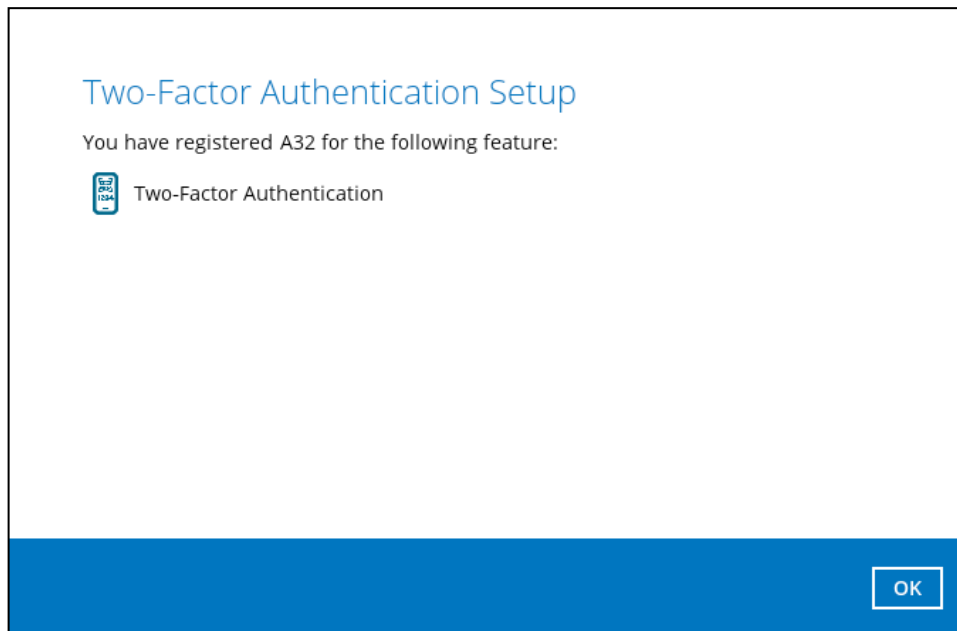 Two-Factor Authentication Setup
You have registered A32 for the following feature:
Two-Factor Authentication
OK